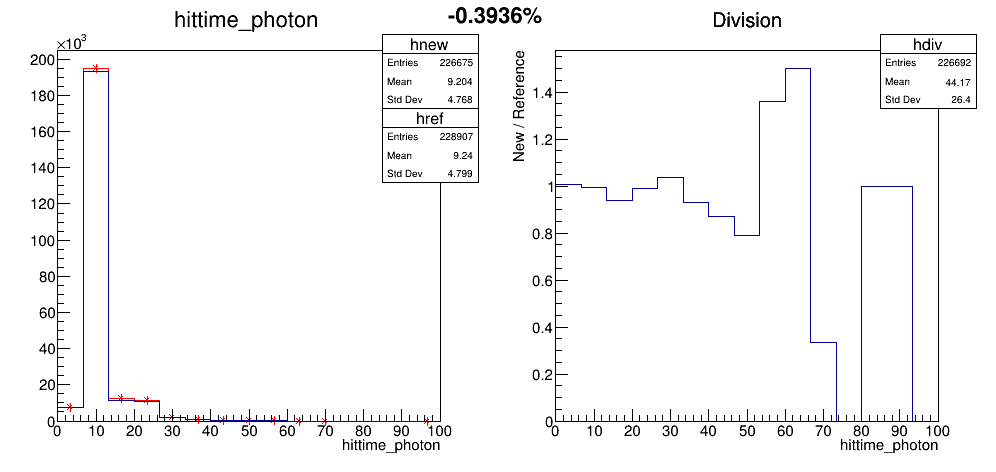 -0.3936%
hittime_photon
×10³
200
180
160
140
120
100
80
60
40
20
0
0 10 20 30 40 50 60 70 80 90 100
hittime_photon
hnew
Entries 226675
Mean 9.204
Std Dev 4.768
href
Entries 228907
Mean 9.24
Std Dev 4.799
Division
New / Reference
1.4
1.2
1
0.8
0.6
0.4
0.2
0
0 10 20 30 40 50 60 70 80 90 100
hittime_photon
hdiv
Entries 226692
Mean 44.17
Std Dev 26.4